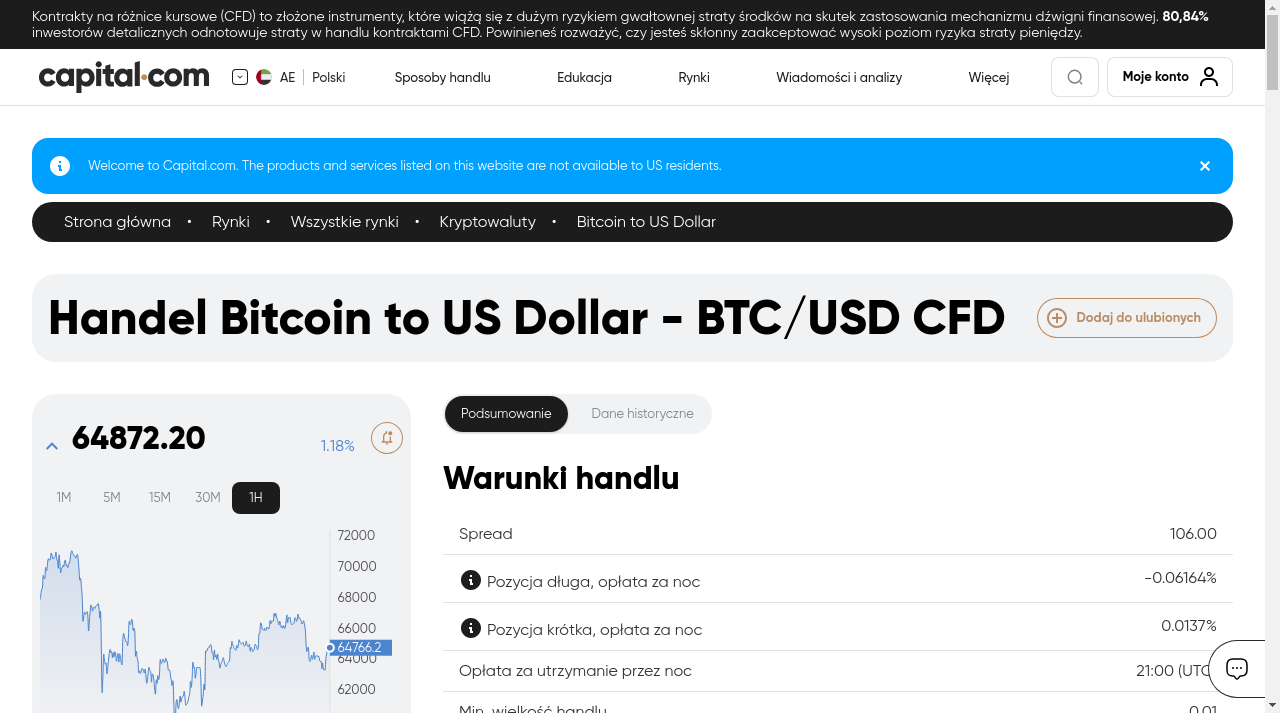 Kontrakty na różnice kursowe (CFD) to złożone instrumenty, które wiążą się z dużym ryzykiem gwałtownej straty środków na skutek zastosowania mechanizmu dźwigni finansowej. 80,84%
inwestorów detalicznych odnotowuje straty w handlu kontraktami CFD. Powinieneś rozważyć, czy jesteś skłonny zaakceptować wysoki poziom ryzyka straty pieniędzy.
capital.com AE Polski Sposoby handlu Edukacja Rynki Wiadomości i analizy Więcej Moje konto
Welcome to Capital.com. The products and services listed on this website are not available to US residents.
Strona główna • Rynki • Wszystkie rynki • Kryptowaluty • Bitcoin to US Dollar
Handel Bitcoin to US Dollar - BTC/USD CFD
Dodaj do ulubionych
64872.20 1.18%
1M 5M 15M 30M 1H
72000
70000
68000
66000
64766.2
64000
62000
Podsumowanie Dane historyczne
Warunki handlu
Spread 106.00
Pozycja długa, opłata za noc -0.06164%
Pozycja krótka, opłata za noc 0.0137%
Opłata za utrzymanie przez noc 21:00 (UTC
Min. wielkość handlu 0.01